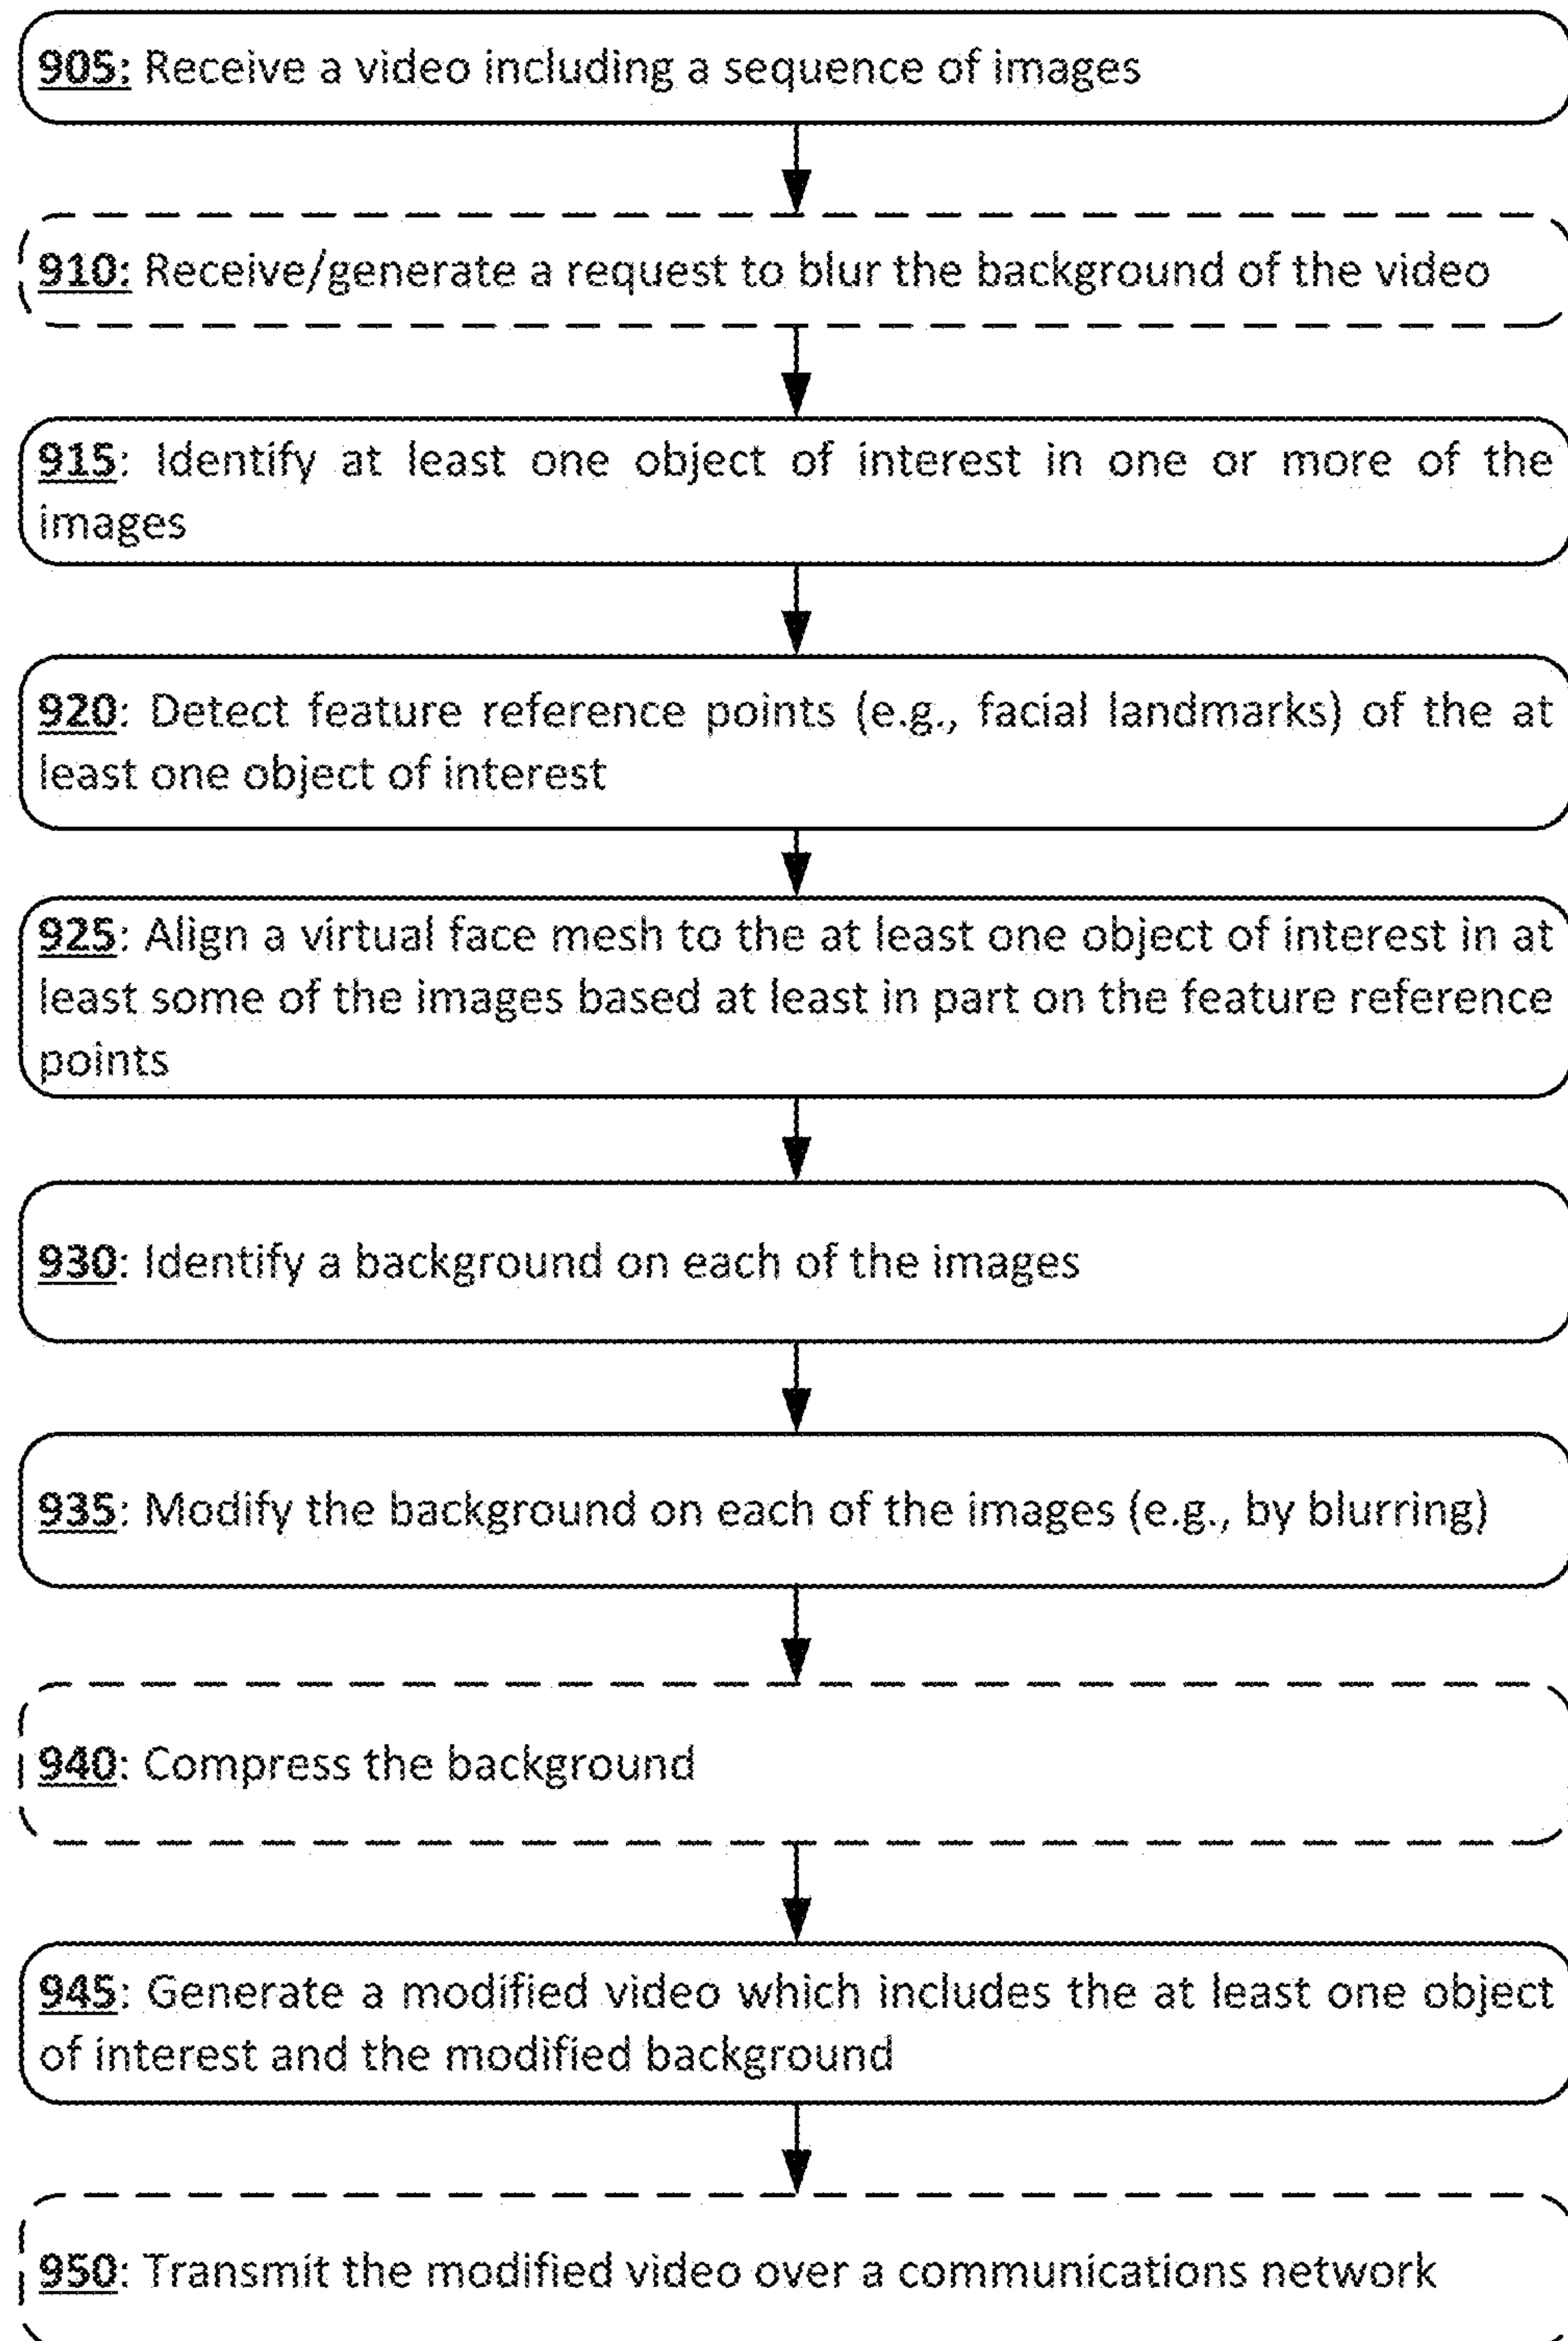 905: Receive a video including a sequence of images
910: Receive/generate a request to blur the background of the video
915: Identify at least one object of interest in one or more of the
images
920: Detect feature reference points (e.g., facial landmarks) of the at
least one object of interest
925: Align a virtual face mesh to the at least one object of interest in at
least some of the images based at least in part on the feature reference
points
930: Identify a background on each of the images
935: Modify the background on each of the images (e.g., by blurring)
940: Compress the background
945: Generate a modified video which includes the at least one object
of interest and the modified background
950: Transmit the modified video over a communications network